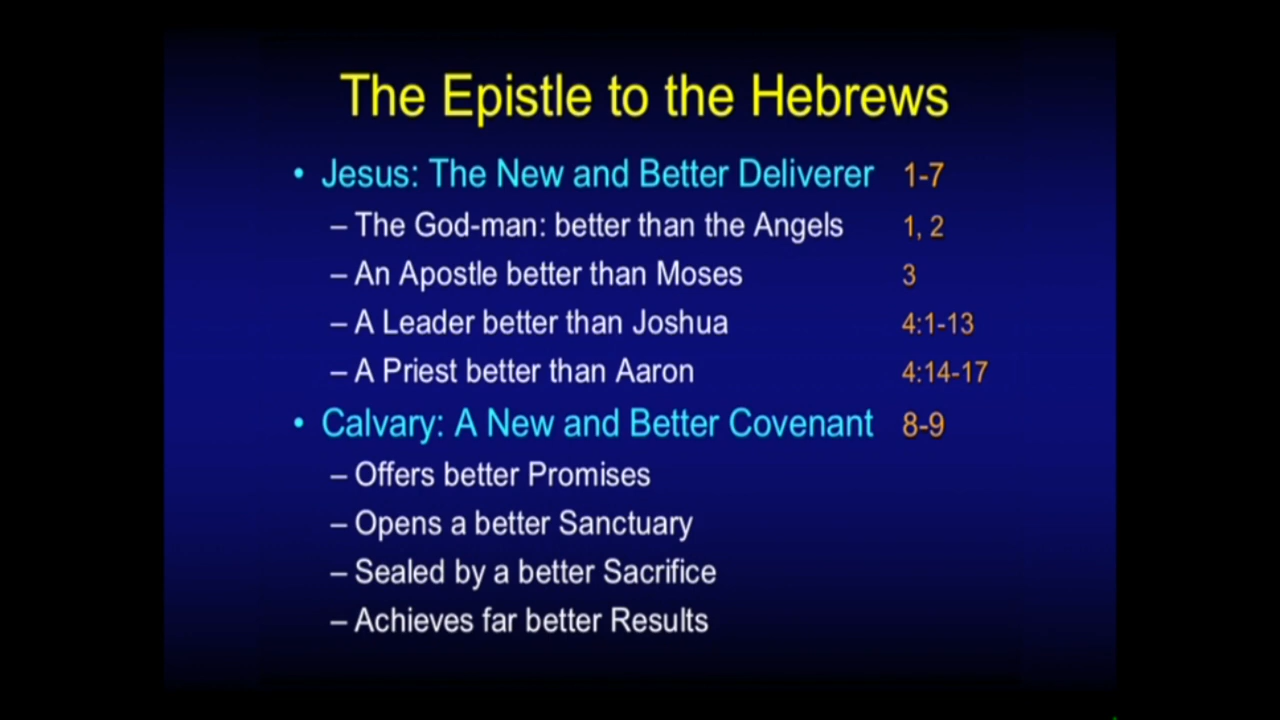 The Epistle to the Hebrews
• Jesus: The New and Better Deliverer 1-7
– The God-man: better than the Angels 1, 2
– An Apostle better than Moses 3
– A Leader better than Joshua 4:1-13
– A Priest better than Aaron 4:14-17
• Calvary: A New and Better Covenant 8-9
– Offers better Promises
– Opens a better Sanctuary
– Sealed by a better Sacrifice
– Achieves far better Results